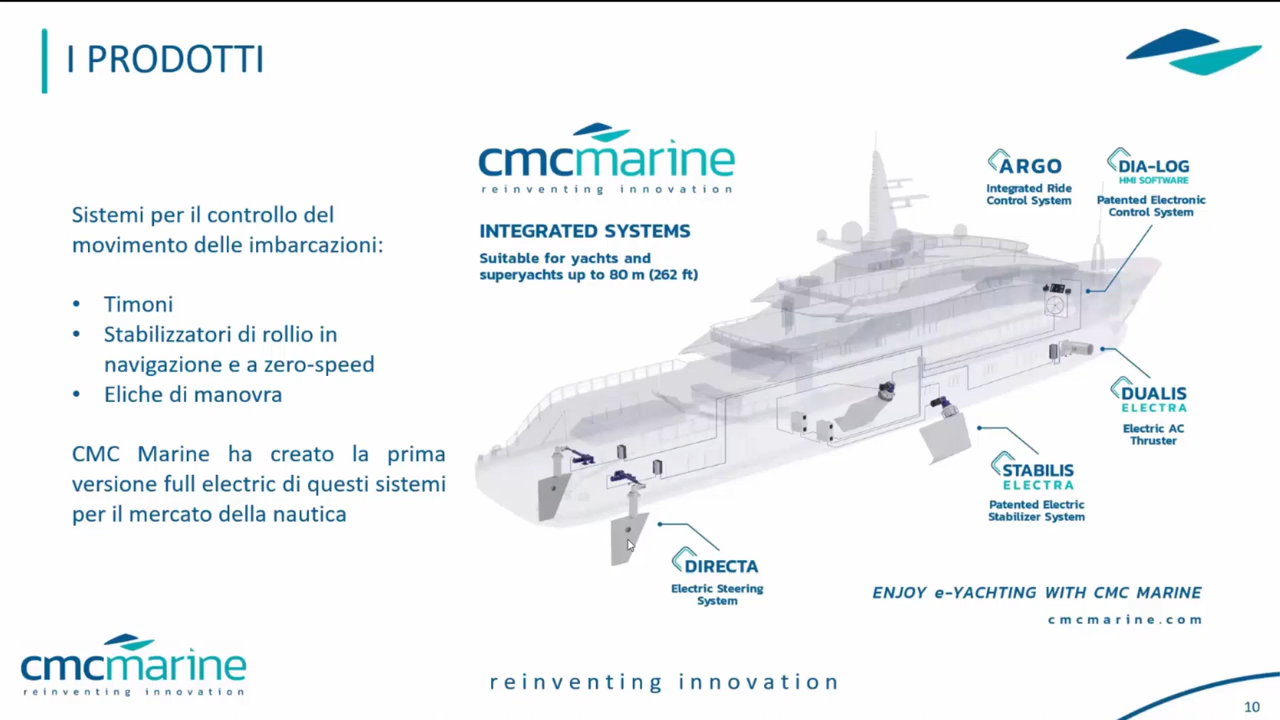 I PRODOTTI
cmcmarine
reinventing innovation
INTEGRATED SYSTEMS
Suitable for yachts and
superyachts up to 80 m (262 ft)
Sistemi per il controllo del
movimento delle imbarcazioni:
• Timoni
• Stabilizzatori di rollio in
navigazione e a zero-speed
• Eliche di manovra
CMC Marine ha creato la prima
versione full electric di questi sistemi
per il mercato della nautica
ARGO
Integrated Ride
Control System
DIA-LOG
HMI SOFTWARE
Patented Electronic
Control System
DUALIS
ELECTRA
Electric AC
Thruster
STABILIS
ELECTRA
Patented Electric
Stabilizer System
DIRECTA
Electric Steering
System
ENJOY e-YACHTING WITH CMC MARINE
cmcmarine.com
cmcmarine
reinventing innovation
reinventing innovation
10